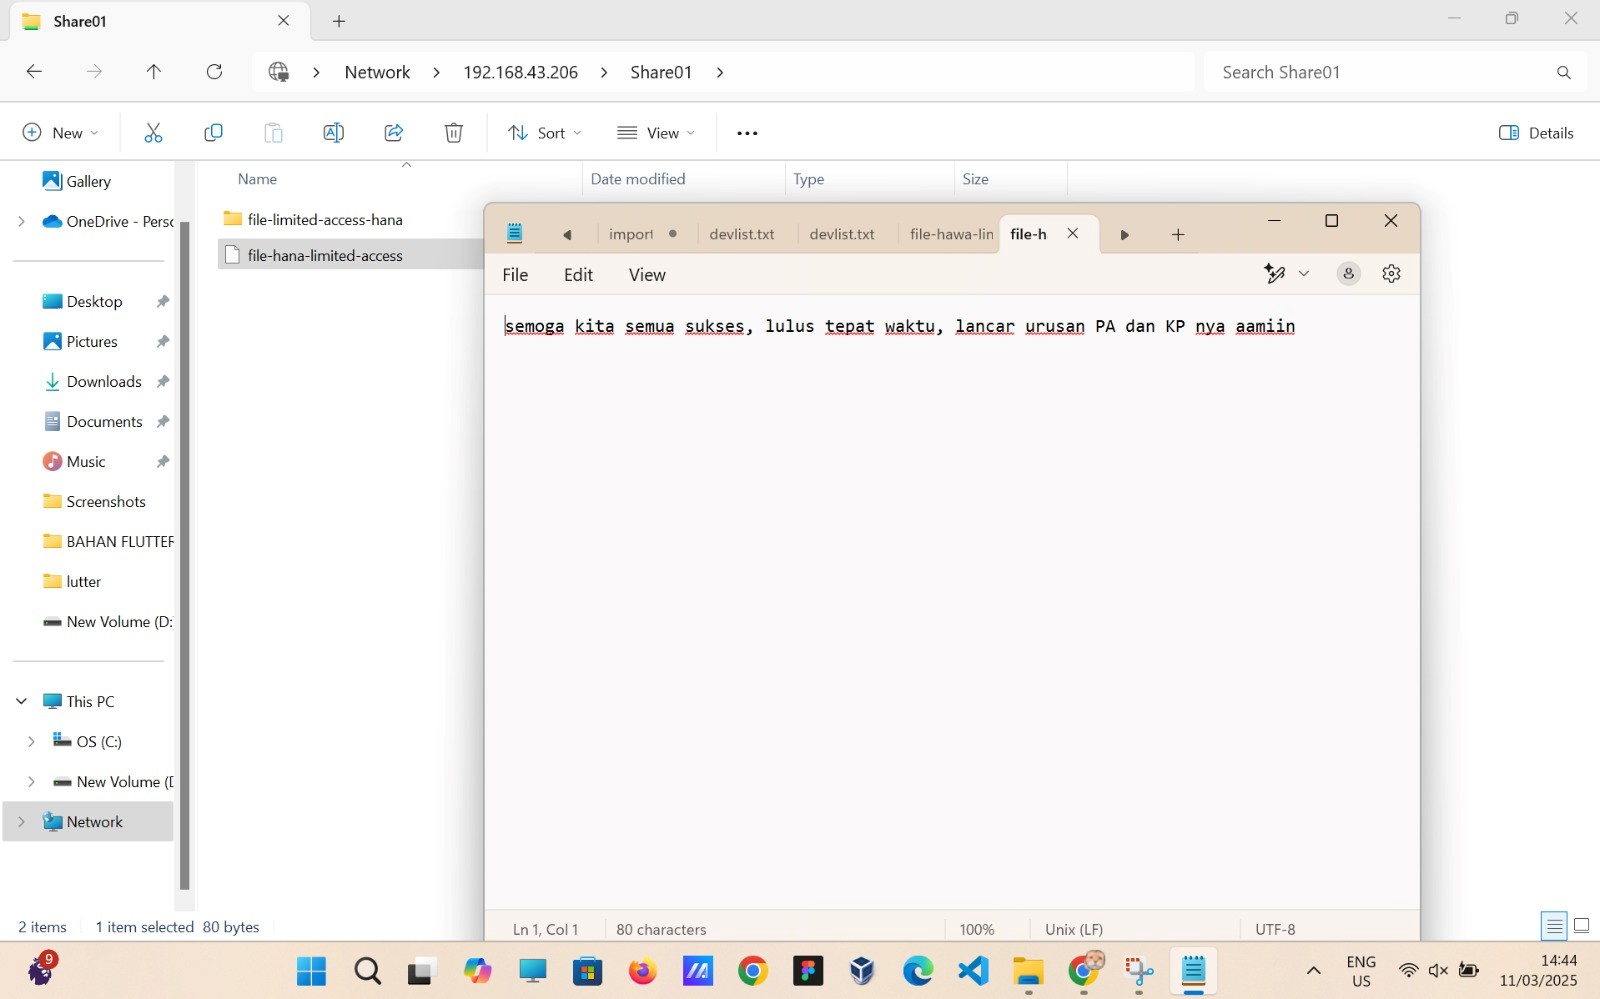 Share01
Network
192.168.43.206
Share01
Search Share01
New
Sort
View
Details
Gallery
OneDrive - Persc
Desktop
Pictures
Downloads
Documents
Music
Screenshots
BAHAN FLUTTER
lutter
New Volume (D:
This PC
OS (C:)
New Volume (D
Network
Name
Date modified
Type
Size
file-limited-access-hana
file-hana-limited-access
import
devlist.txt
devlist.txt
file-hawa-lin
file-h
File
Edit
View
semoga kita semua sukses, lulus tepat waktu, lancar urusan PA dan KP nya aamiin
Ln 1, Col 1
80 characters
100%
Unix (LF)
UTF-8
2 items
1 item selected 80 bytes
9
ENG
US
14:44
11/03/2025